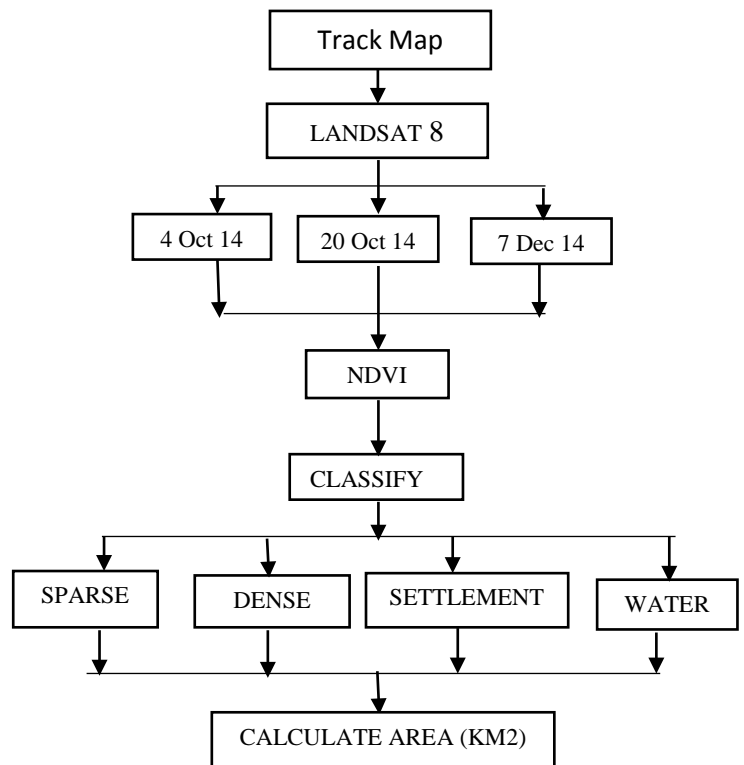 Track Map
LANDSAT 8
4 Oct 14
20 Oct 14
7 Dec 14
NDVI
CLASSIFY
SPARSE
DENSE
SETTLEMENT
WATER
CALCULATE AREA (KM2)